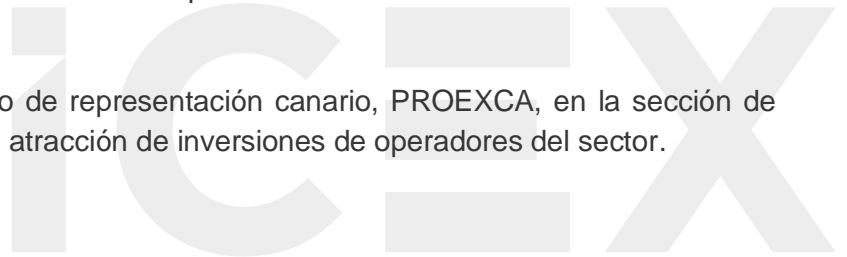 o de representación canario, PROEXCA, en la sección de
atracción de inversiones de operadores del sector.
icex